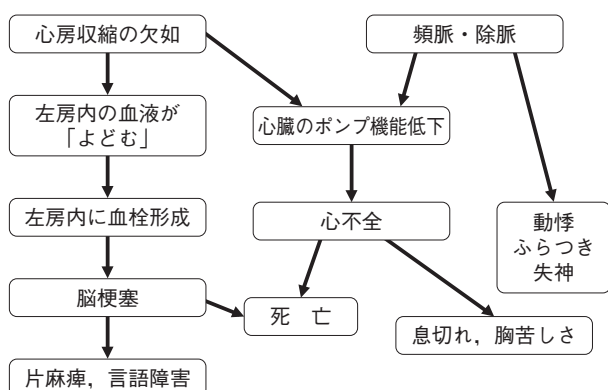 心房収縮の欠如
頻脈・除脈
左房内の血液が
「よどむ」
心臓のポンプ機能低下
左房内に血栓形成
心不全
動悸
ふらつき
失神
脳梗塞
死　亡
息切れ，胸苦しさ
片麻痺，言語障害